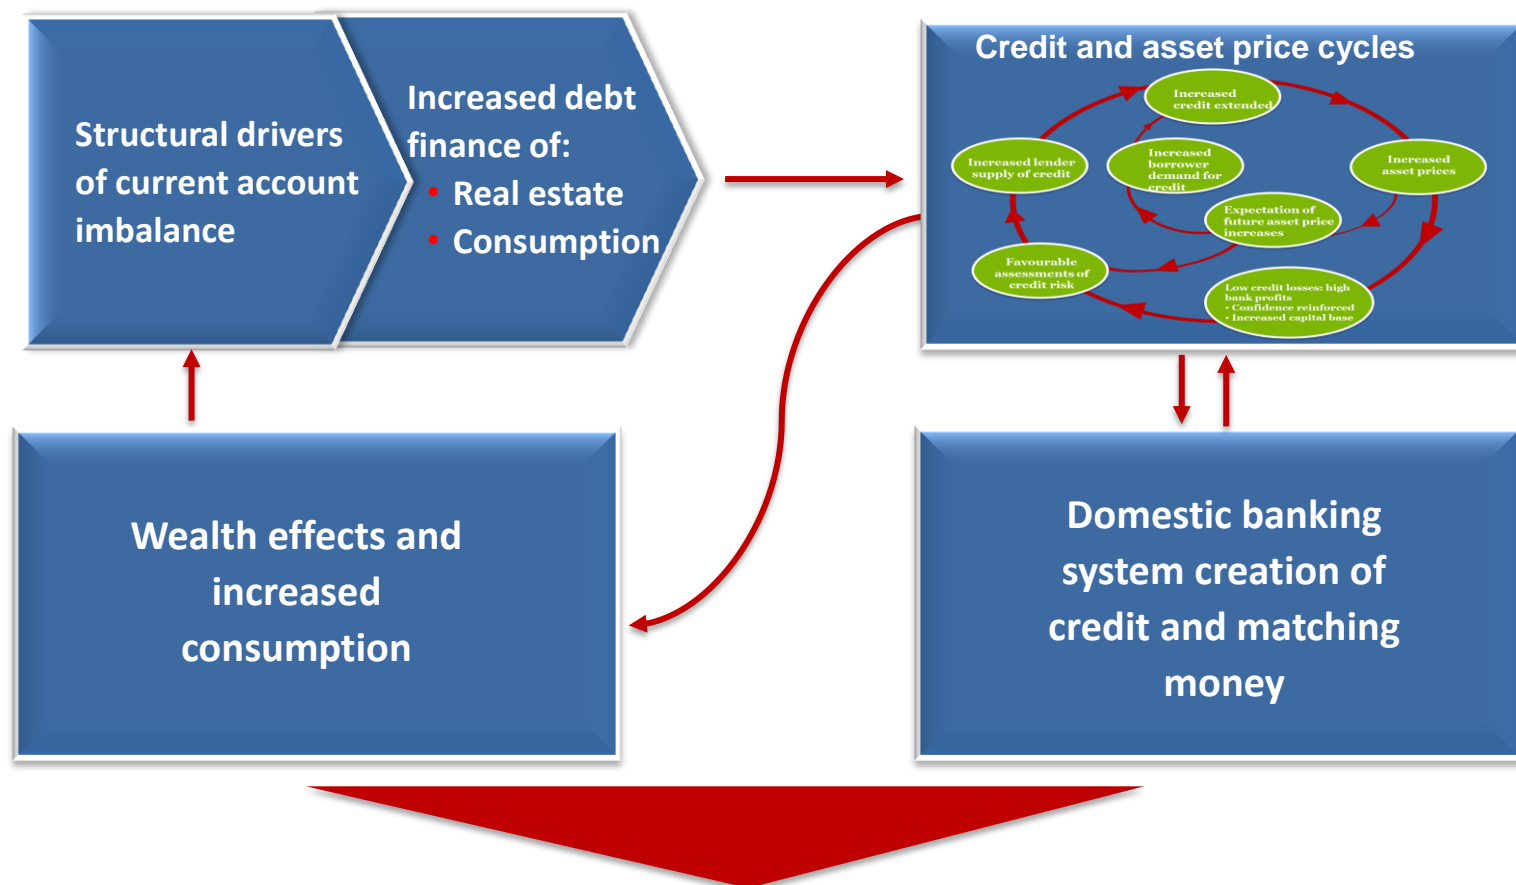 Structural drivers
of current account
imbalance
Increased debt
finance of:
• Real estate
• Consumption
Credit and asset price cycles
Increased
credit extended
Increased lender
supply of credit
Increased
borrower
demand for
credit
Increased
asset prices
Expectation of
future asset price
increases
Favourable
assessments of
credit risk
Low credit losses: high
bank profits
• Confidence reinforced
• Increased capital base
Wealth effects and
increased
consumption
Domestic banking
system creation of
credit and matching
money